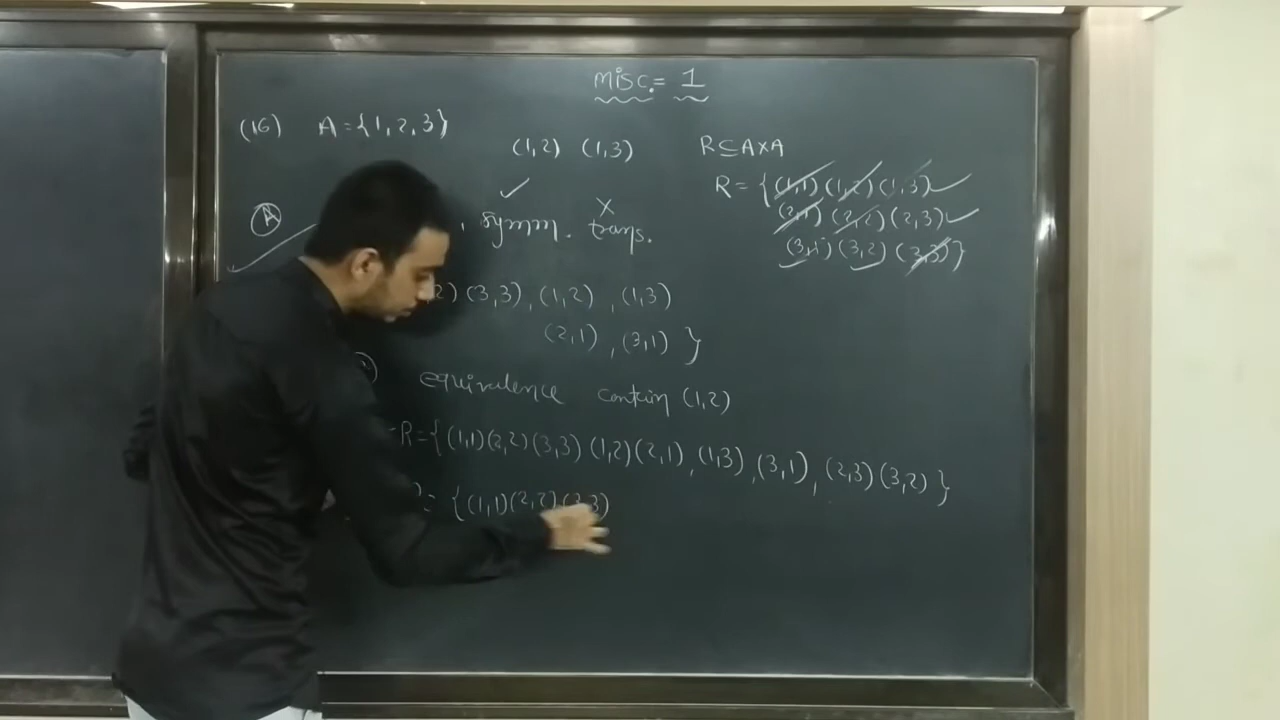 MISC. = 1
(16) A = {1, 2, 3}
(1,2) (1,3)
R ⊆ A×A
R = {(1,1) (1,2) (1,3)
(2,1) (2,2) (2,3)
(3,1) (3,2) (3,3)}
(A) , symm. trans.
2) (3,3), (1,2) , (1,3)
(2,1) , (3,1) }
equivalence contain (1,2)
R = {(1,1) (2,2) (3,3) (1,2) (2,1), (1,3) , (3,1) , (2,3) (3,2) }
= {(1,1) (2,2) (3,3)